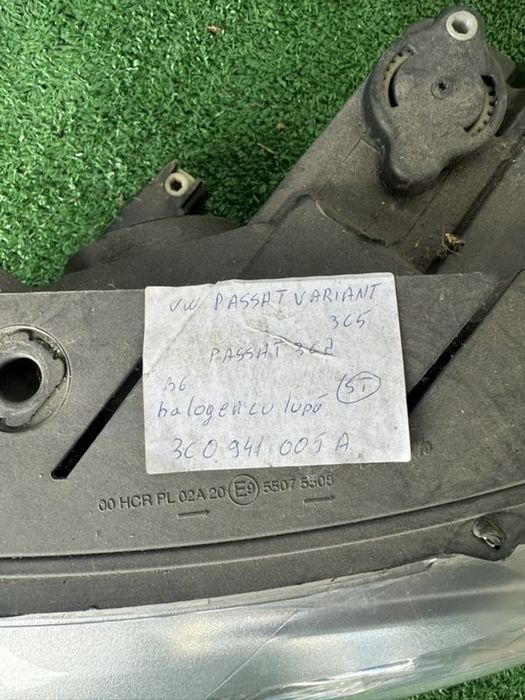 VW PASSAT VARIANT
3C5
PASSAT 3C2
B6
ST
halogen cu lupă
3C0 941 005 A
00 HCR PL 02A 20 E9 5507 5508